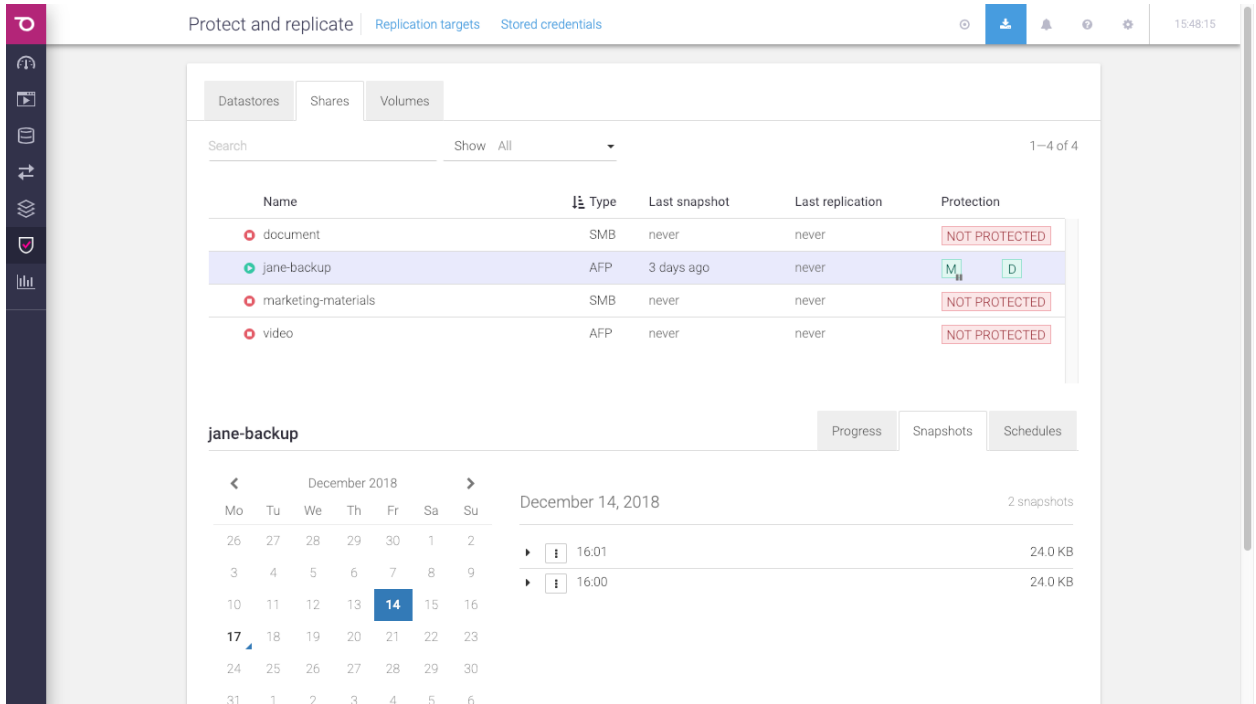 Protect and replicate Replication targets Stored credentials 15:48:15
Datastores Shares Volumes
Search Show All 1—4 of 4
Name Type Last snapshot Last replication Protection
document SMB never never NOT PROTECTED
jane-backup AFP 3 days ago never M D
marketing-materials SMB never never NOT PROTECTED
video AFP never never NOT PROTECTED
jane-backup Progress Snapshots Schedules
December 2018
Mo Tu We Th Fr Sa Su
26 27 28 29 30 1 2
3 4 5 6 7 8 9
10 11 12 13 14 15 16
17 18 19 20 21 22 23
24 25 26 27 28 29 30
31 1 2 3 4 5 6
December 14, 2018 2 snapshots
16:01 24.0 KB
16:00 24.0 KB